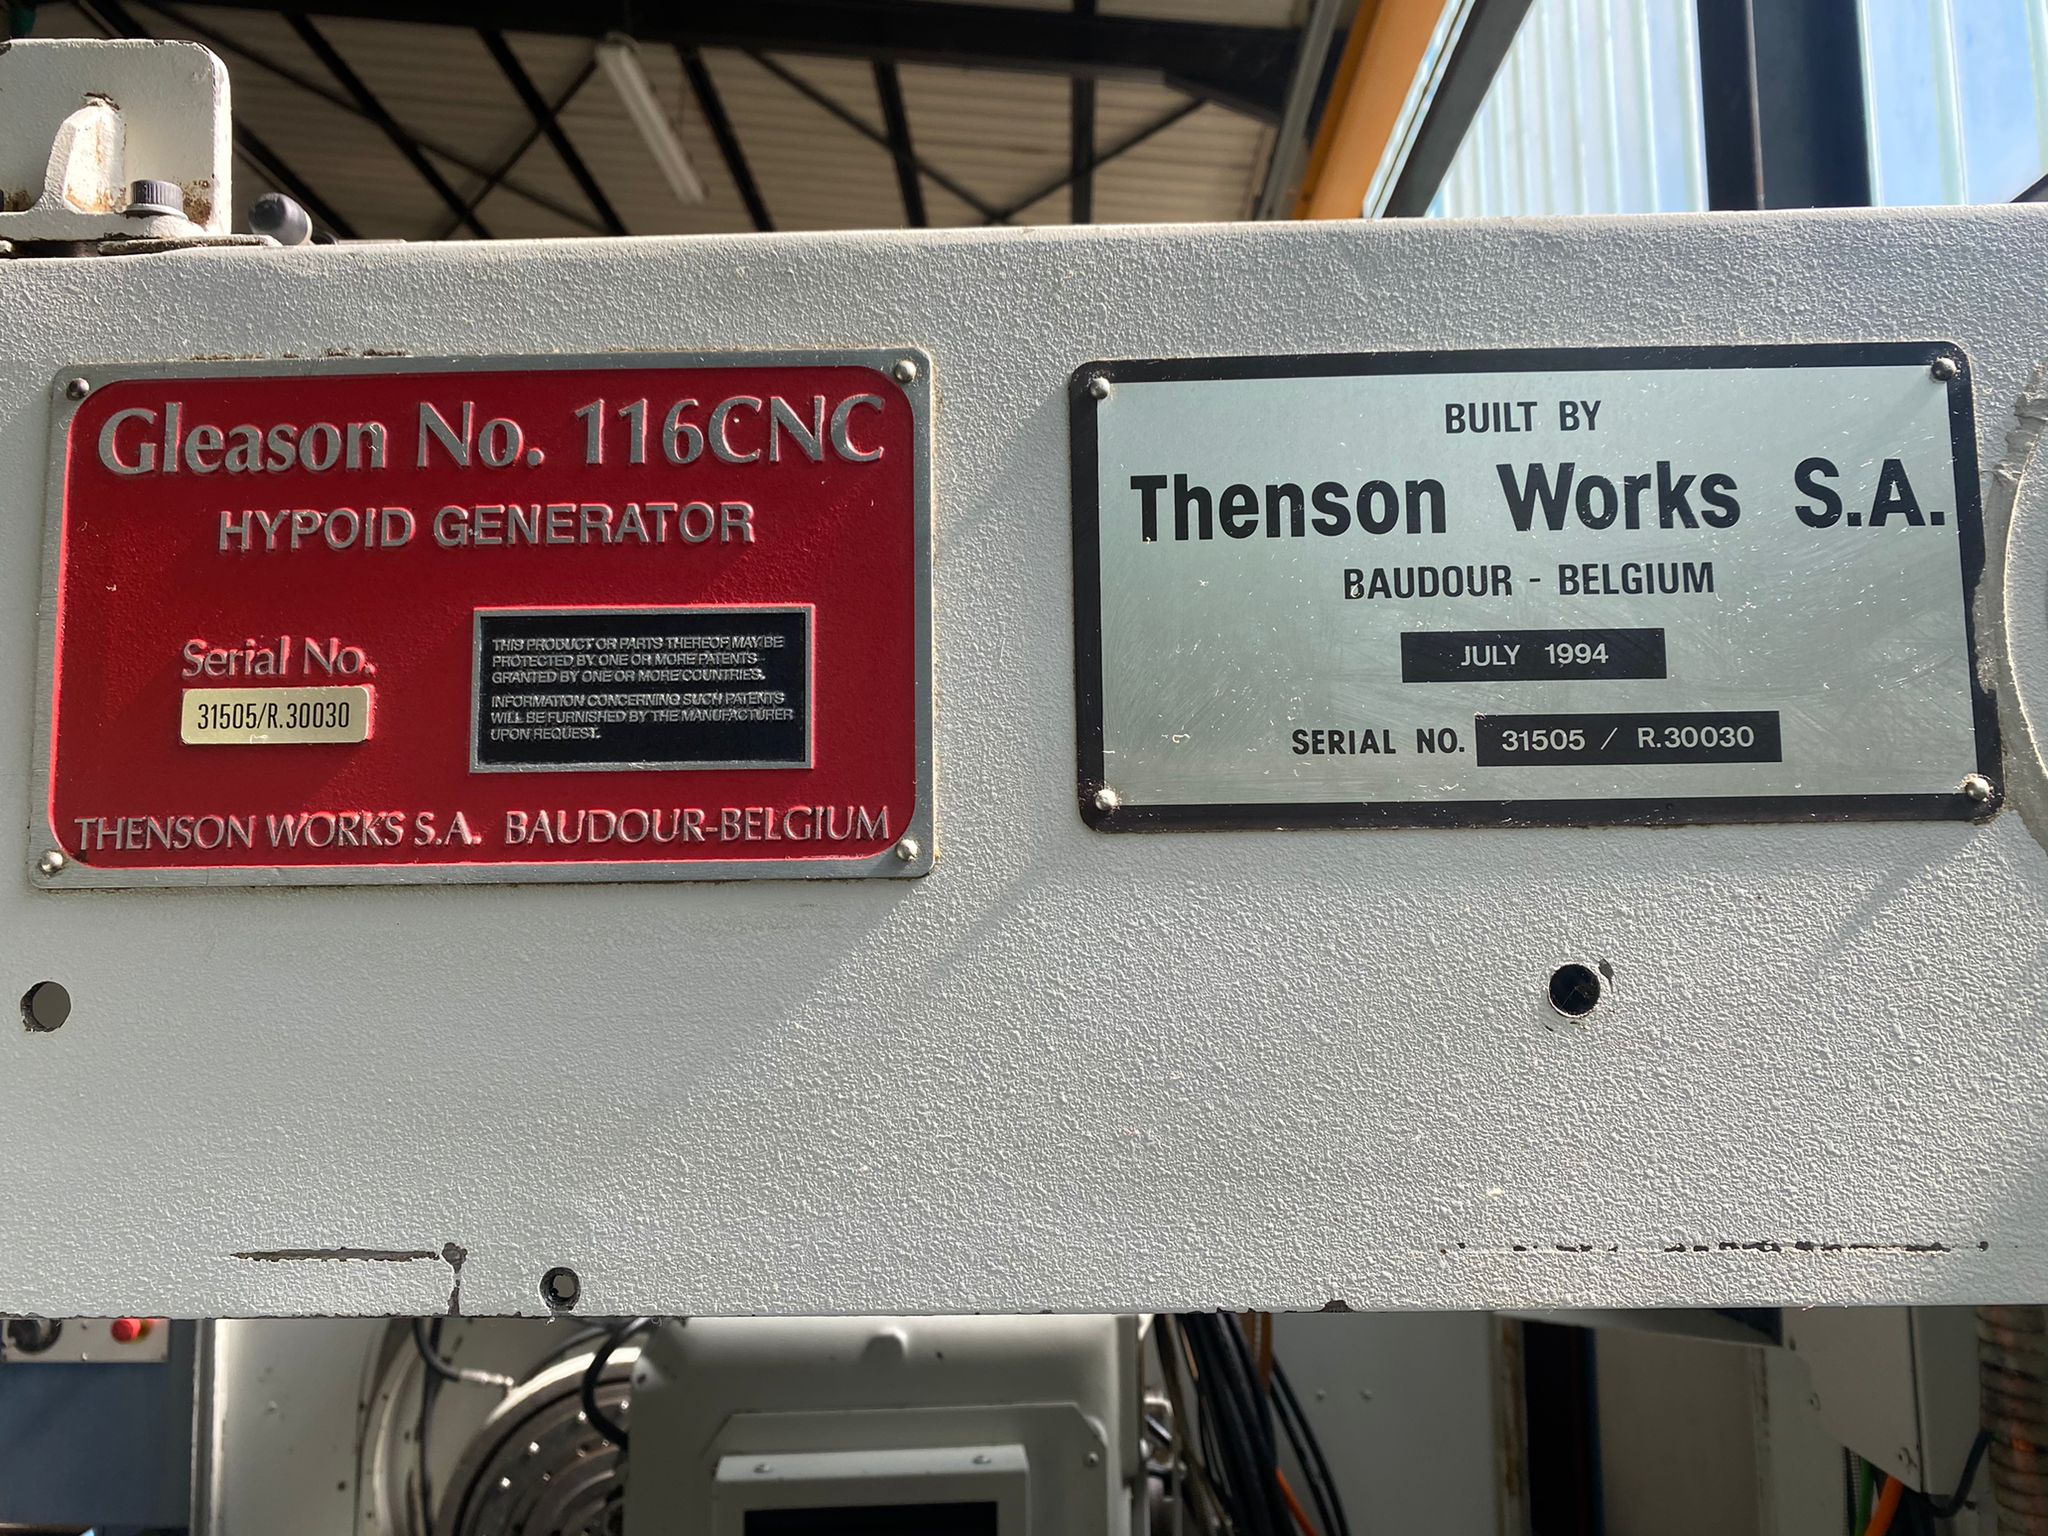 Gleason No. 116CNC
HYPOID GENERATOR
Serial No.
31505/R.30030
THIS PRODUCT OR PARTS THEREOF MAY BE
PROTECTED BY ONE OR MORE PATENTS
GRANTED BY ONE OR MORE COUNTRIES.
INFORMATION CONCERNING SUCH PATENTS
WILL BE FURNISHED BY THE MANUFACTURER
UPON REQUEST.
THENSON WORKS S.A. BAUDOUR-BELGIUM
BUILT BY
Thenson Works S.A.
BAUDOUR - BELGIUM
JULY 1994
SERIAL NO. 31505 / R.30030